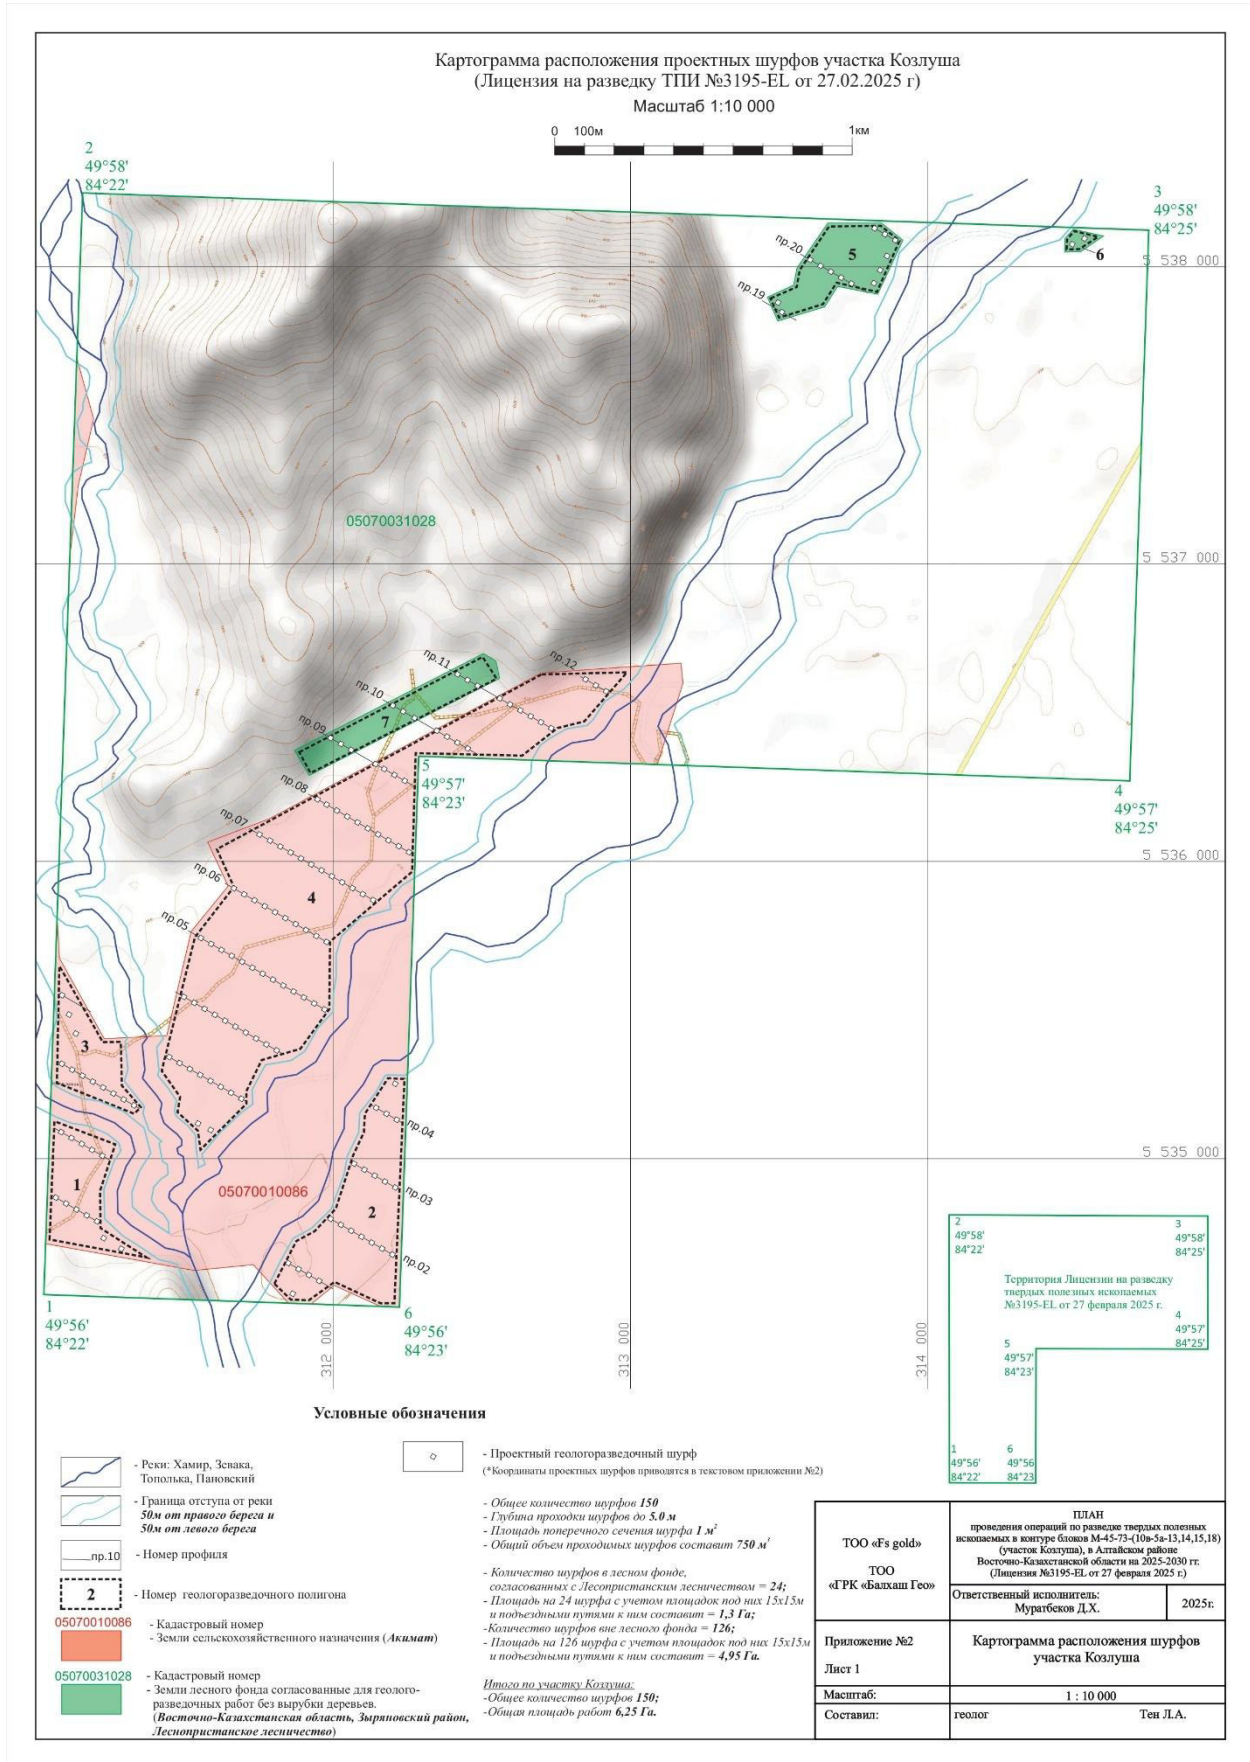 Картограмма расположения проектных шурфов участка Козлуша
(Лицензия на разведку ТПИ №3195-EL от 27.02.2025 г)
Масштаб 1:10 000
0 100м 1км
2
49°58'
84°22'
3
49°58'
84°25'
пр.20
5
6
5 538 000
пр.19
05070031028
5 537 000
пр.11
пр.12
пр.10
7
пр.09
5
49°57'
84°23'
пр.08
4
49°57'
84°25'
пр.07
5 536 000
пр.06
4
пр.05
3
пр.04
5 535 000
1
05070010086
пр.03
2
пр.02
1
49°56'
84°22'
6
49°56'
84°23'
312 000
313 000
314 000
2
49°58'
84°22'
3
49°58'
84°25'
Территория Лицензии на разведку
твердых полезных ископаемых
№3195-EL от 27 февраля 2025 г.
4
49°57'
84°25'
5
49°57'
84°23'
1
49°56'
84°22'
6
49°56
84°23
Условные обозначения
- Реки: Хамир, Зевака,
Тополька, Пановский
- Граница отступа от реки
50м от правого берега и
50м от левого берега
пр.10 - Номер профиля
2 - Номер геологоразведочного полигона
05070010086 - Кадастровый номер
- Земли сельскохозяйственного назначения (Акимат)
05070031028 - Кадастровый номер
- Земли лесного фонда согласованные для геолого-
разведочных работ без вырубки деревьев.
(Восточно-Казахстанская область, Зыряновский район,
Леснопристанское лесничество)
- Проектный геологоразведочный шурф
(*Координаты проектных шурфов приводятся в текстовом приложении №2)
- Общее количество шурфов 150
- Глубина проходки шурфов до 5.0 м
- Площадь поперечного сечения шурфа 1 м²
- Общий объем проходимых шурфов составит 750 м³
- Количество шурфов в лесном фонде,
согласованных с Лесопристанским лесничеством = 24;
- Площадь на 24 шурфа с учетом площадок под них 15х15м
и подъездными путями к ним составит = 1,3 Га;
-Количество шурфов вне лесного фонда = 126;
- Площадь на 126 шурфа с учетом площадок под них 15х15м
и подъездными путями к ним составит = 4,95 Га.
Итого по участку Козлуша:
-Общее количество шурфов 150;
-Общая площадь работ 6,25 Га.
ТОО «Fs gold»
ТОО
«ГРК «Балхаш Гео»
ПЛАН
проведения операций по разведке твердых полезных
ископаемых в контуре блоков М-45-73-(10в-5а-13,14,15,18)
(участок Козлуша), в Алтайском районе
Восточно-Казахстанской области на 2025-2030 гг.
(Лицензия №3195-EL от 27 февраля 2025 г.)
Ответственный исполнитель:
Муратбеков Д.Х.
2025г.
Приложение №2
Лист 1
Картограмма расположения шурфов
участка Козлуша
Масштаб: 1 : 10 000
Составил: геолог Тен Л.А.